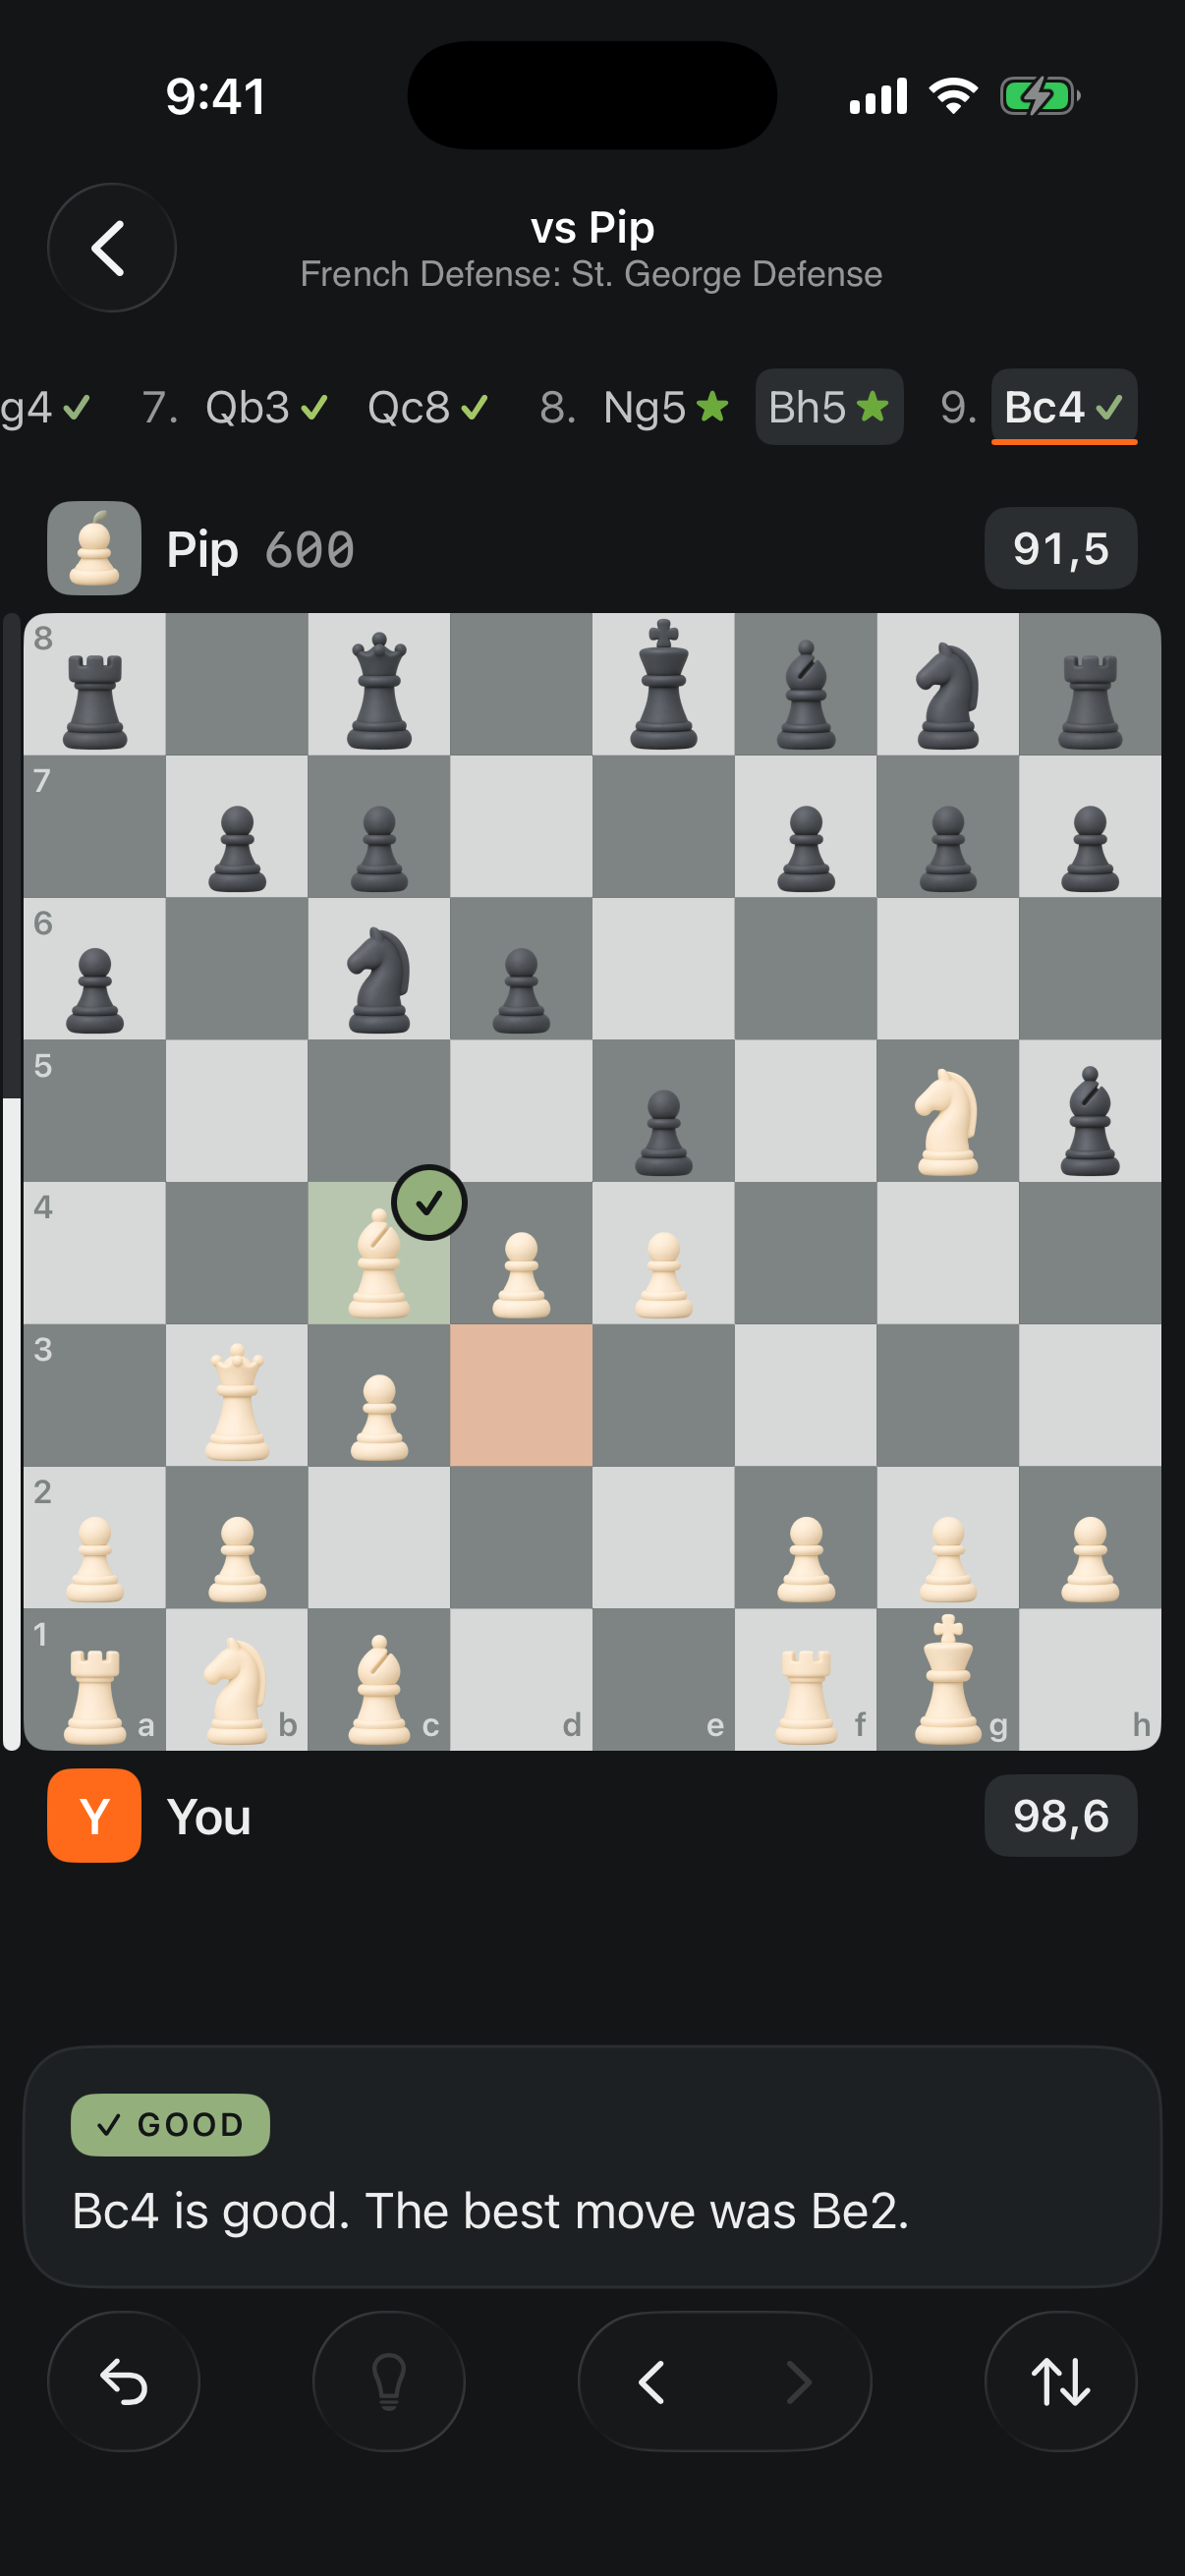 9:41
vs Pip
French Defense: St. George Defense
g4 7. Qb3 Qc8 8. Ng5 Bh5 9. Bc4
Pip 600 91,5
8
7
6
5
4
3
2
1
a b c d e f g h
Y You 98,6
GOOD
Bc4 is good. The best move was Be2.